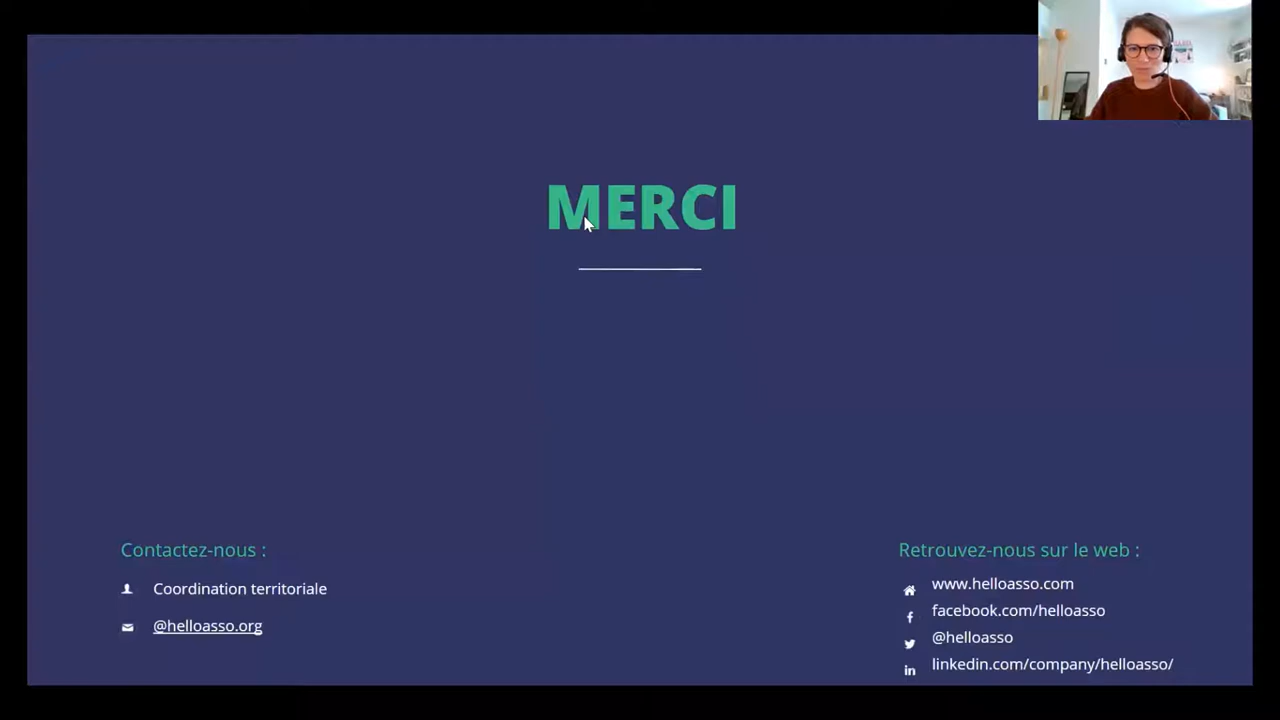 MERCI
Contactez-nous :
Coordination territoriale
@helloasso.org
Retrouvez-nous sur le web :
www.helloasso.com
facebook.com/helloasso
@helloasso
linkedin.com/company/helloasso/